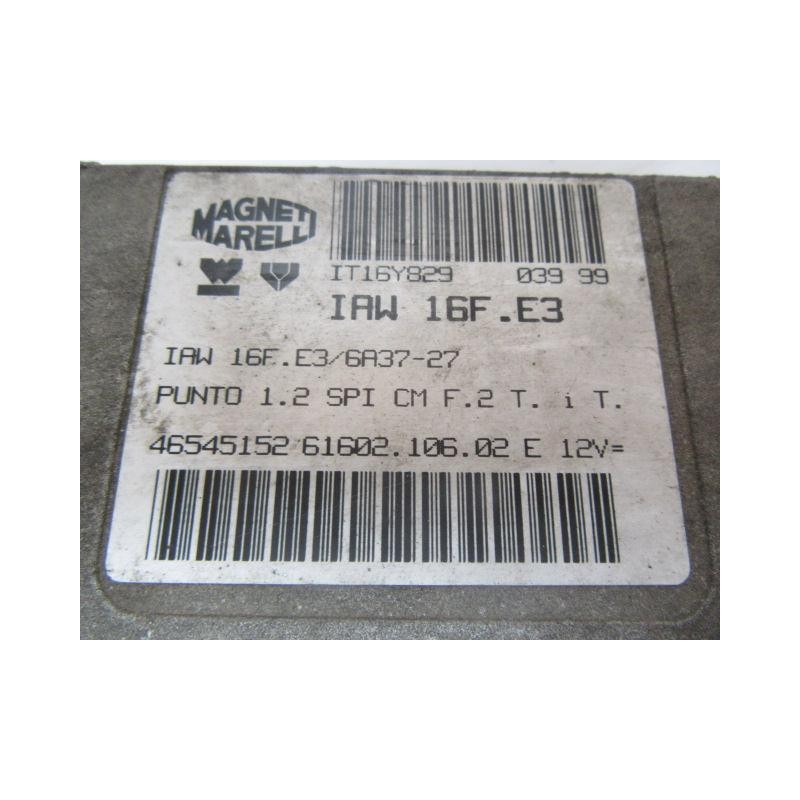 MAGNETI
MARELLI
IT16Y829 039 99
IAW 16F.E3
IAW 16F.E3/6A37-27
PUNTO 1.2 SPI CM F.2 T. i T.
46545152 61602.106.02 E 12V=